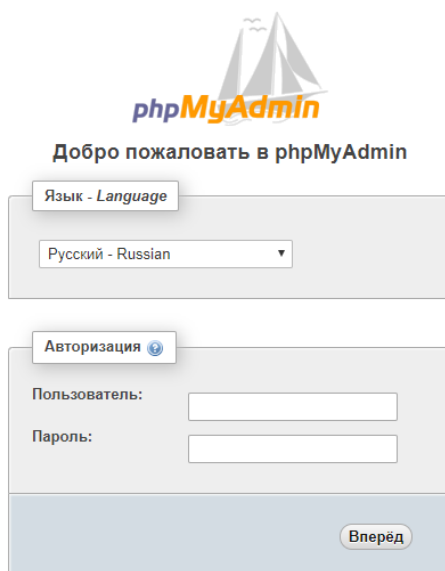 phpMyAdmin
Добро пожаловать в phpMyAdmin
Язык - Language
Русский - Russian
Авторизация
Пользователь:
Пароль:
Вперёд